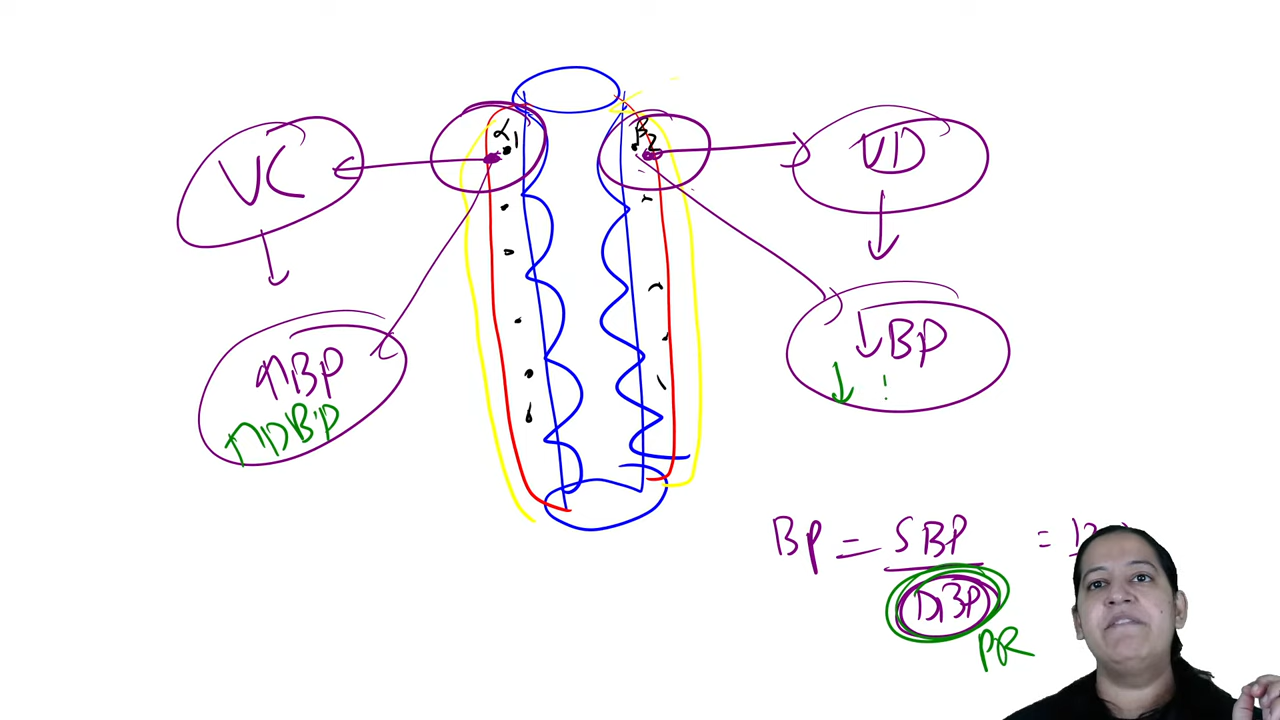 α1
β2
VC
VD
↑BP
↑DBP
↓BP
↓
BP = SBP =
DBP
PR